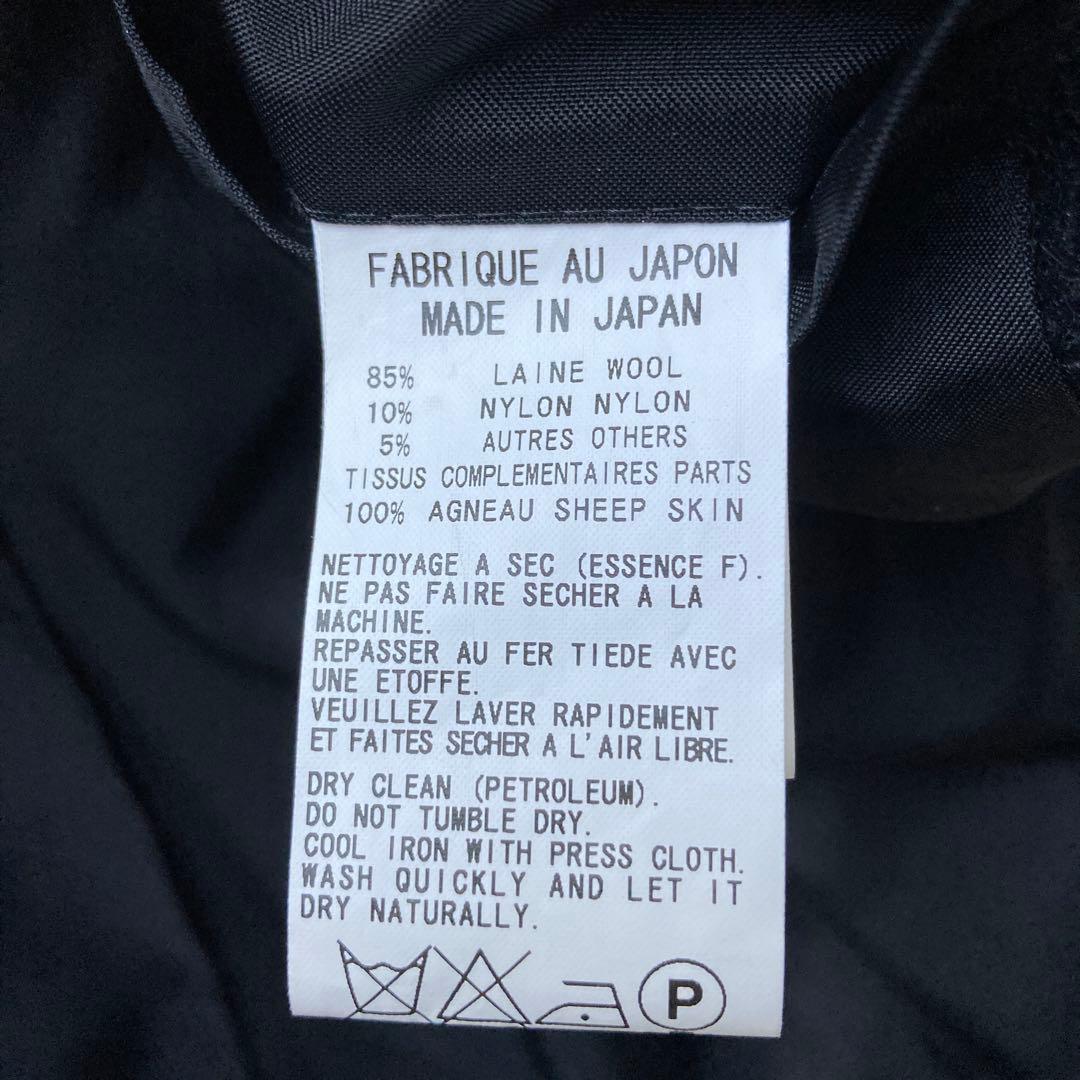 FABRIQUE AU JAPON
MADE IN JAPAN
85% LAINE WOOL
10% NYLON NYLON
5% AUTRES OTHERS
TISSUS COMPLEMENTAIRES PARTS
100% AGNEAU SHEEP SKIN
NETTOYAGE A SEC (ESSENCE F).
NE PAS FAIRE SECHER A LA
MACHINE.
REPASSER AU FER TIEDE AVEC
UNE ETOFFE.
VEUILLEZ LAVER RAPIDEMENT
ET FAITES SECHER A L'AIR LIBRE.
DRY CLEAN (PETROLEUM).
DO NOT TUMBLE DRY.
COOL IRON WITH PRESS CLOTH.
WASH QUICKLY AND LET IT
DRY NATURALLY.
P